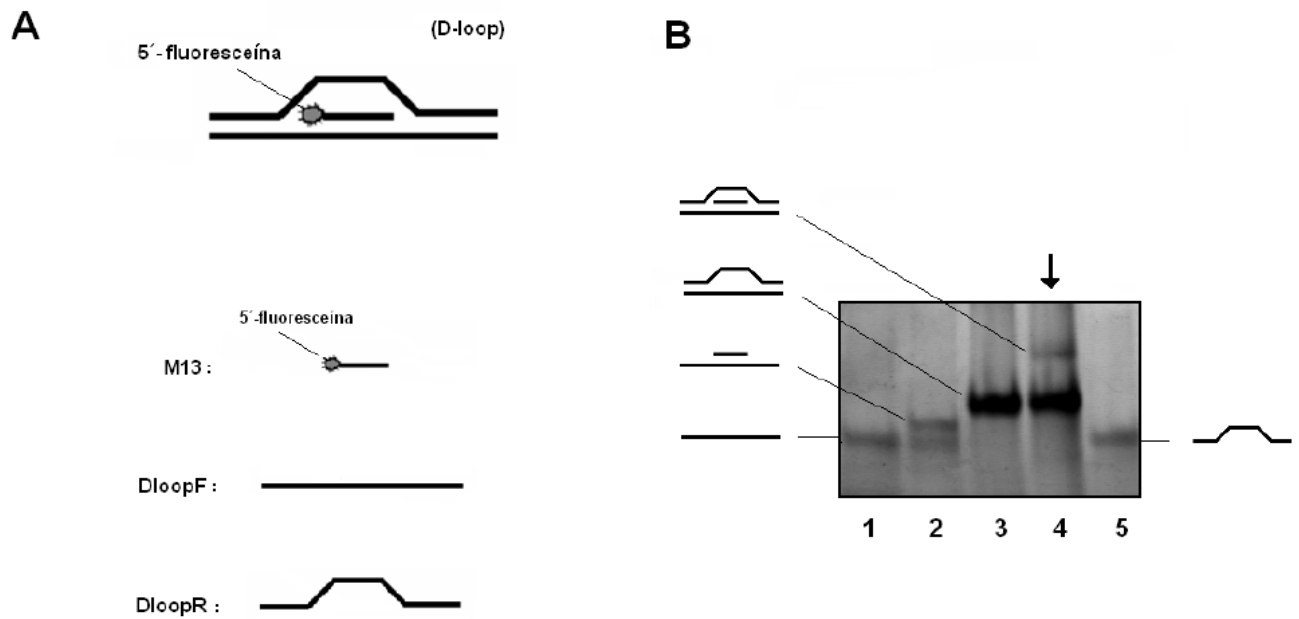 A
(D-loop)
5´-fluoresceína
5´-fluoresceína
M13 :
DloopF :
DloopR :
B
1 2 3 4 5